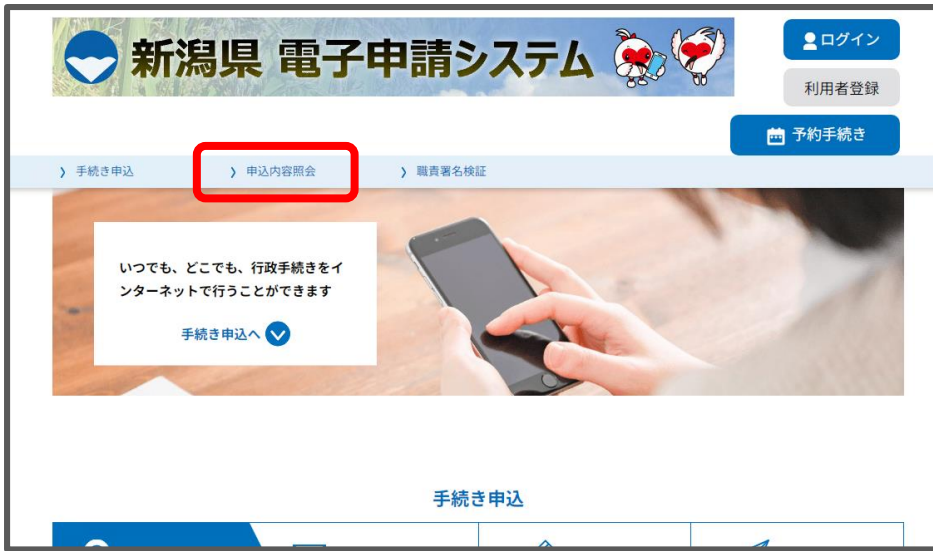 新潟県 電子申請システム
ログイン
利用者登録
予約手続き
手続き申込
申込内容照会
職責署名検証
いつでも、どこでも、行政手続きをイ
ンターネットで行うことができます
手続き申込へ
手続き申込